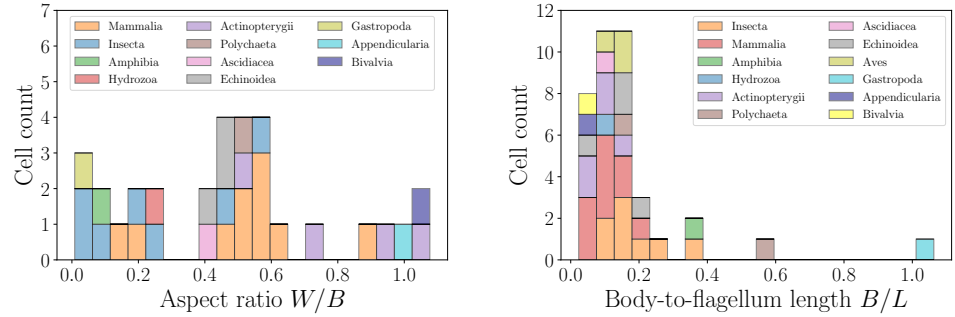 7
6
5
4
3
2
1
0
Cell count
Mammalia
Insecta
Amphibia
Hydrozoa
Actinopterygii
Polychaeta
Ascidiacea
Echinoidea
Gastropoda
Appendicularia
Bivalvia
0.0 0.2 0.4 0.6 0.8 1.0
Aspect ratio W/B
12
10
8
6
4
2
0
Cell count
Insecta
Mammalia
Amphibia
Hydrozoa
Actinopterygii
Polychaeta
Ascidiacea
Echinoidea
Aves
Gastropoda
Appendicularia
Bivalvia
0.0 0.2 0.4 0.6 0.8 1.0
Body-to-flagellum length B/L